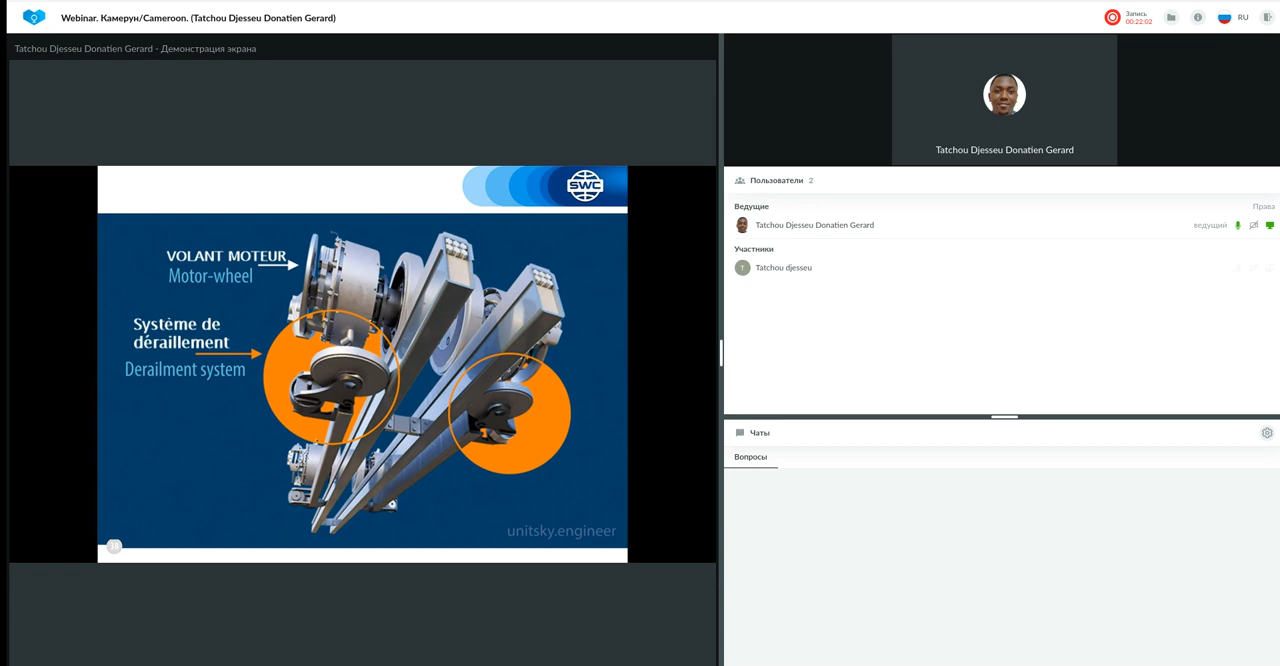 Webinar. Камерун/Cameroon. (Tatchou Djesseu Donatien Gerard)
Запись
00:22:02
RU
Tatchou Djesseu Donatien Gerard - Демонстрация экрана
SWC
VOLANT MOTEUR
Motor-wheel
Système de
déraillement
Derailment system
unitsky.engineer
Tatchou Djesseu Donatien Gerard
Пользователи 2
Ведущие Права
Tatchou Djesseu Donatien Gerard ведущий
Участники
T Tatchou djesseu
Чаты
Вопросы